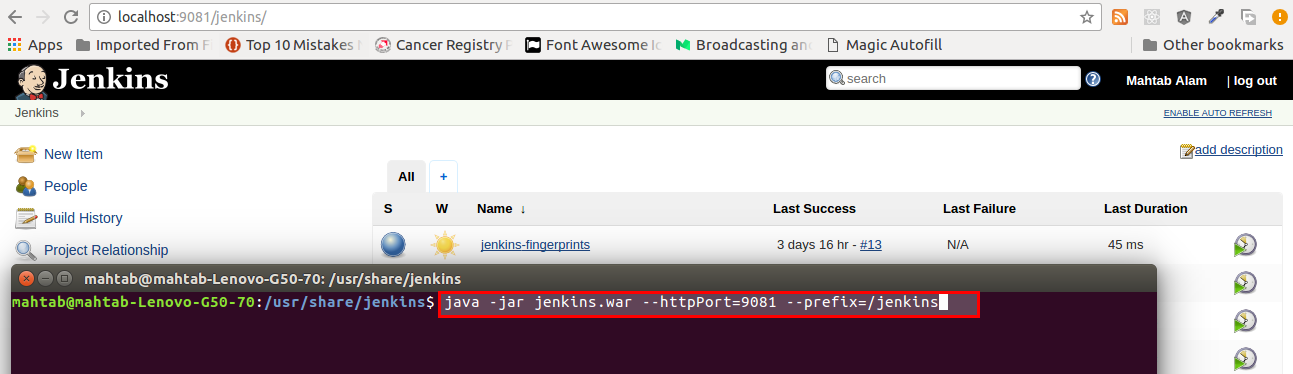 localhost:9081/jenkins/
Apps Imported From F Top 10 Mistakes Cancer Registry P Font Awesome Ic Broadcasting an Magic Autofill Other bookmarks
Jenkins search Mahtab Alam | log out
Jenkins ENABLE AUTO REFRESH
New Item
People
Build History
Project Relationship
add description
All +
S W Name ↓ Last Success Last Failure Last Duration
jenkins-fingerprints 3 days 16 hr - #13 N/A 45 ms
mahtab@mahtab-Lenovo-G50-70: /usr/share/jenkins
mahtab@mahtab-Lenovo-G50-70:/usr/share/jenkins$ java -jar jenkins.war --httpPort=9081 --prefix=/jenkins